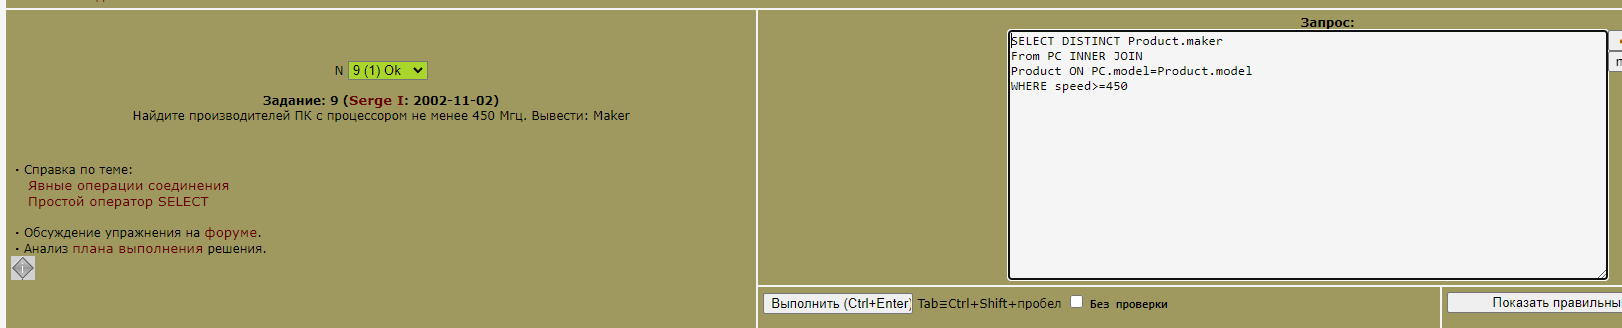 N 9 (1) Ok
Задание: 9 (Serge I: 2002-11-02)
Найдите производителей ПК с процессором не менее 450 Мгц. Вывести: Maker
• Справка по теме:
Явные операции соединения
Простой оператор SELECT
• Обсуждение упражнения на форуме.
• Анализ плана выполнения решения.
Запрос:
SELECT DISTINCT Product.maker
From PC INNER JOIN
Product ON PC.model=Product.model
WHERE speed>=450
Выполнить (Ctrl+Enter) Tab≡Ctrl+Shift+пробел Без проверки
Показать правильны